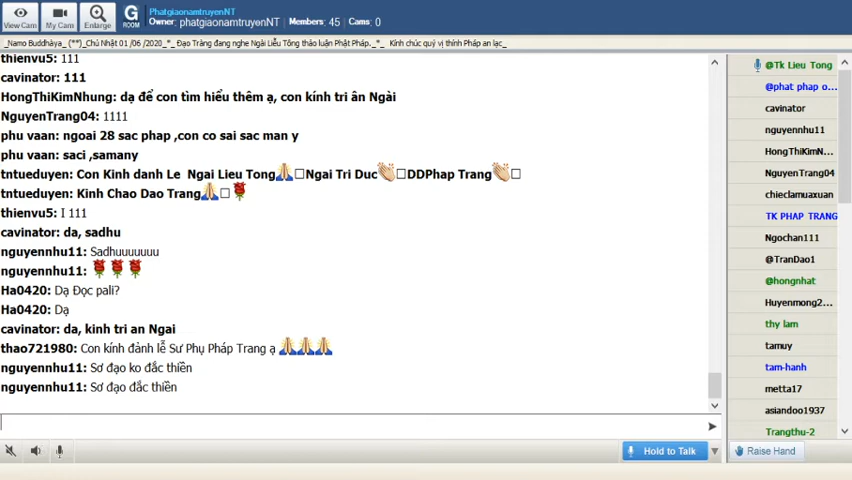 View Cam
My Cam
Enlarge
G
ROOM
PhatgiaonamtruyenNT
Owner: phatgiaonamtruyenNT Members: 45 Cams: 0
_Namo Buddhàya_ (**)_Chủ Nhật 01 /06 /2020_*_ Đạo Tràng đang nghe Ngài Liễu Tông thảo luận Phật Pháp._*_ Kính chúc quý vị thính Pháp an lạc_
thienvu5: 111
cavinator: 111
HongThiKimNhung: dạ để con tìm hiểu thêm ạ, con kính tri ân Ngài
NguyenTrang04: 1111
phu vaan: ngoai 28 sac phap ,con co sai sac man y
phu vaan: saci ,samany
tntueduyen: Con Kinh danh Le Ngai Lieu Tong🙏□Ngai Tri Duc👏□DDPhap Trang👏□
tntueduyen: Kinh Chao Dao Trang🙏□🌹
thienvu5: I 111
cavinator: da, sadhu
nguyennhu11: Sadhuuuuuuu
nguyennhu11: 🌹🌹🌹
Ha0420: Dạ Đọc pali?
Ha0420: Dạ
cavinator: da, kinh tri an Ngai
thao721980: Con kính đảnh lễ Sư Phụ Pháp Trang ạ 🙏🙏🙏
nguyennhu11: Sơ đạo ko đắc thiền
nguyennhu11: Sơ đạo đắc thiền
@Tk Lieu Tong
@phat phap o...
cavinator
nguyennhu11
HongThiKimN...
NguyenTrang04
chieclamuaxuan
TK PHAP TRANG
Ngochan111
@TranDao1
@hongnhat
Huyenmong2...
thy lam
tamuy
tam-hanh
metta17
asiandoo1937
Trangthu-2
Hold to Talk
Raise Hand